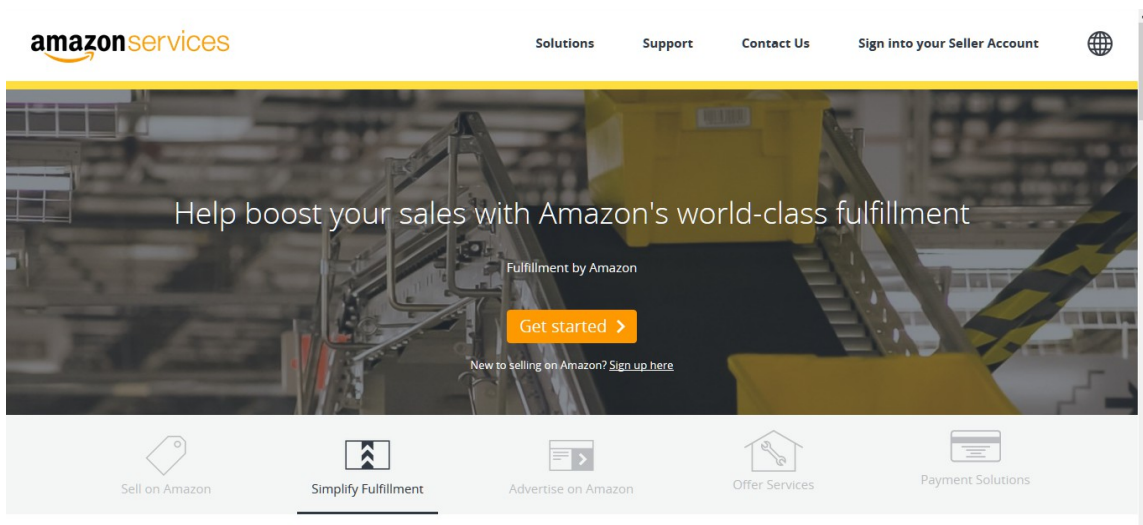 amazonservices
Solutions Support Contact Us Sign into your Seller Account
Help boost your sales with Amazon's world-class fulfillment
Fulfillment by Amazon
Get started
New to selling on Amazon? Sign up here
Sell on Amazon Simplify Fulfillment Advertise on Amazon Offer Services Payment Solutions